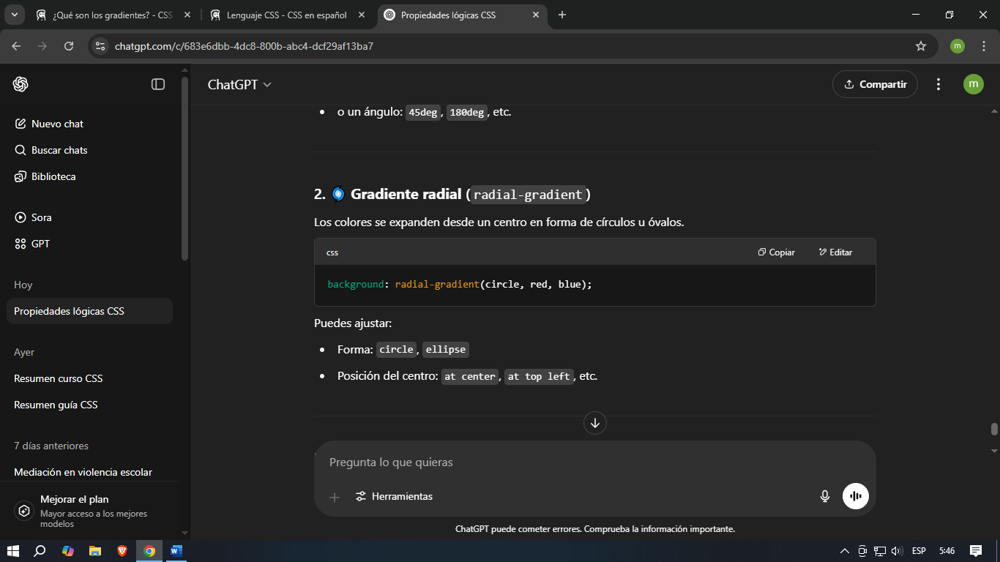 ¿Qué son los gradientes? - CSS
Lenguaje CSS - CSS en español
Propiedades lógicas CSS
chatgpt.com/c/683e6dbb-4dc8-800b-abc4-dcf29af13ba7
m
ChatGPT
Compartir
m
Nuevo chat
Buscar chats
Biblioteca
Sora
GPT
Hoy
Propiedades lógicas CSS
Ayer
Resumen curso CSS
Resumen guía CSS
7 días anteriores
Mediación en violencia escolar
Mejorar el plan
Mayor acceso a los mejores
modelos
o un ángulo: 45deg, 180deg, etc.
2. Gradiente radial (radial-gradient)
Los colores se expanden desde un centro en forma de círculos u óvalos.
css
Copiar
Editar
background: radial-gradient(circle, red, blue);
Puedes ajustar:
Forma: circle, ellipse
Posición del centro: at center, at top left, etc.
Pregunta lo que quieras
Herramientas
ChatGPT puede cometer errores. Comprueba la información importante.
ESP
5:46